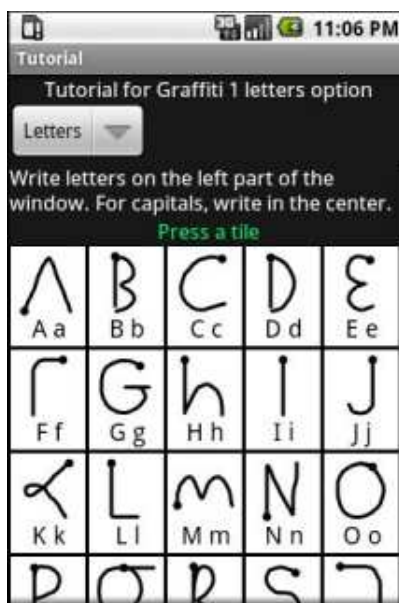 11:06 PM
Tutorial
Tutorial for Graffiti 1 letters option
Letters
Write letters on the left part of the
window. For capitals, write in the center.
Press a tile
A a B b C c D d E e
F f G g H h I i J j
K k L l M m N n O o